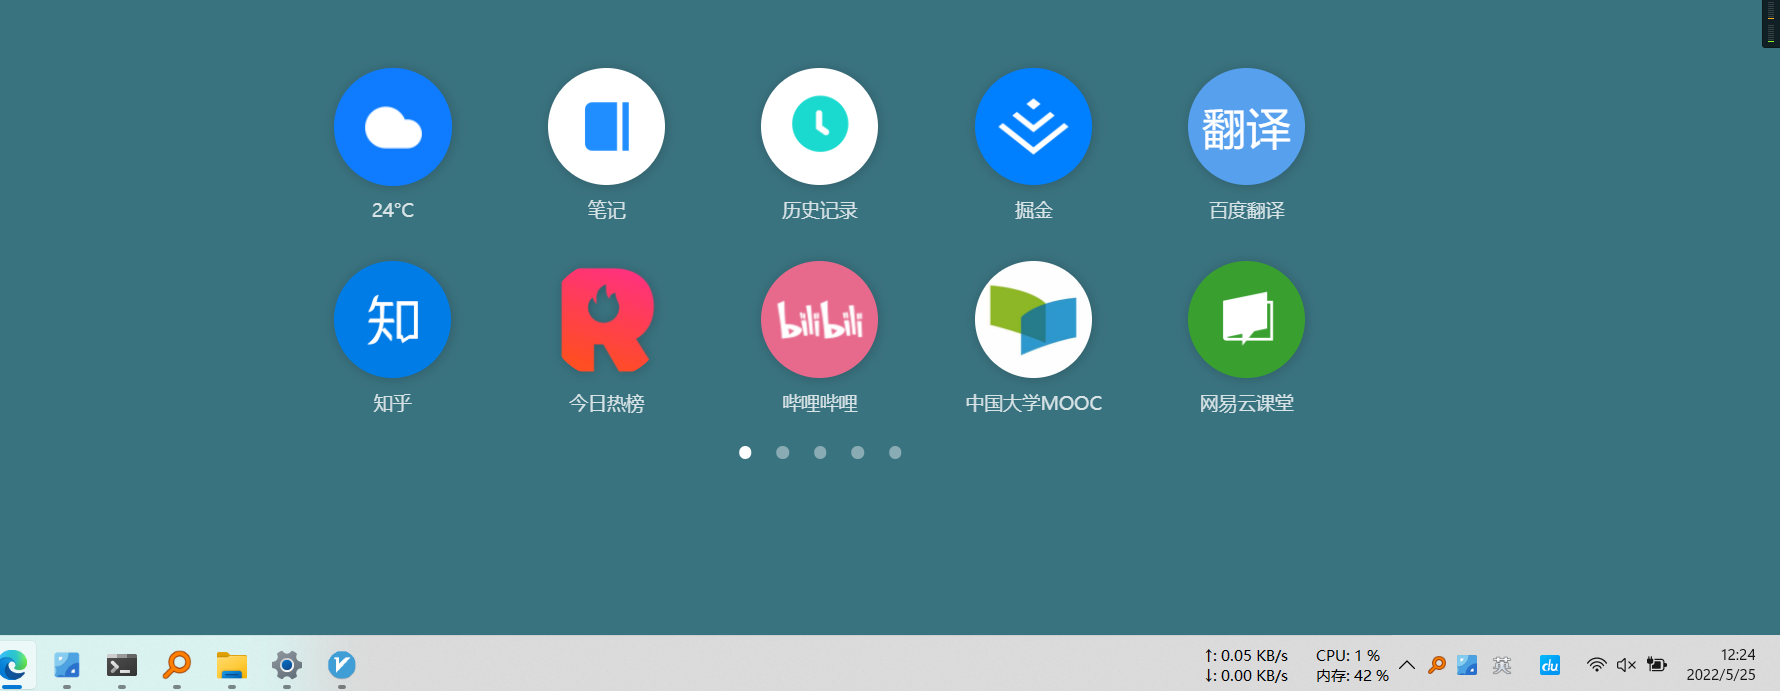 翻译
24°C
笔记
历史记录
掘金
百度翻译
知
bilibili
知乎
今日热榜
哔哩哔哩
中国大学MOOC
网易云课堂
↑: 0.05 KB/s
CPU: 1 %
英
du
12:24
↓: 0.00 KB/s
内存: 42 %
2022/5/25